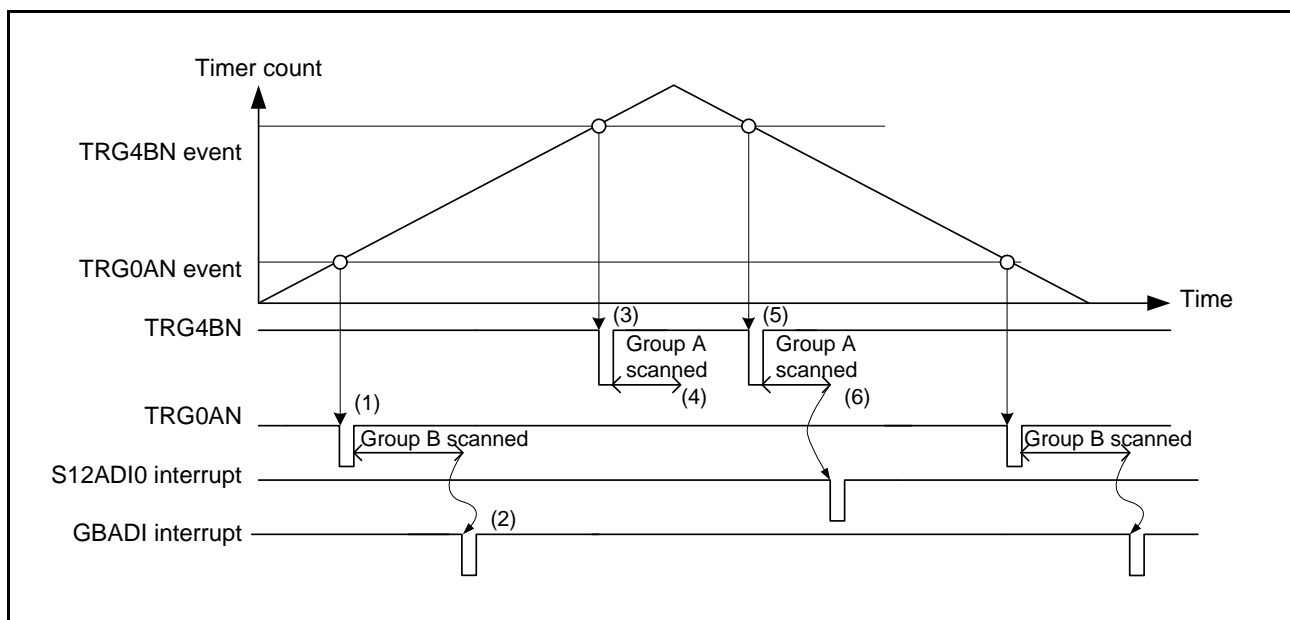 Timer count
TRG4BN event
TRG0AN event
Time
TRG4BN
(3)
(5)
Group A
scanned
Group A
scanned
(4)
(6)
TRG0AN
(1)
Group B scanned
Group B scanned
S12ADI0 interrupt
GBADI interrupt
(2)